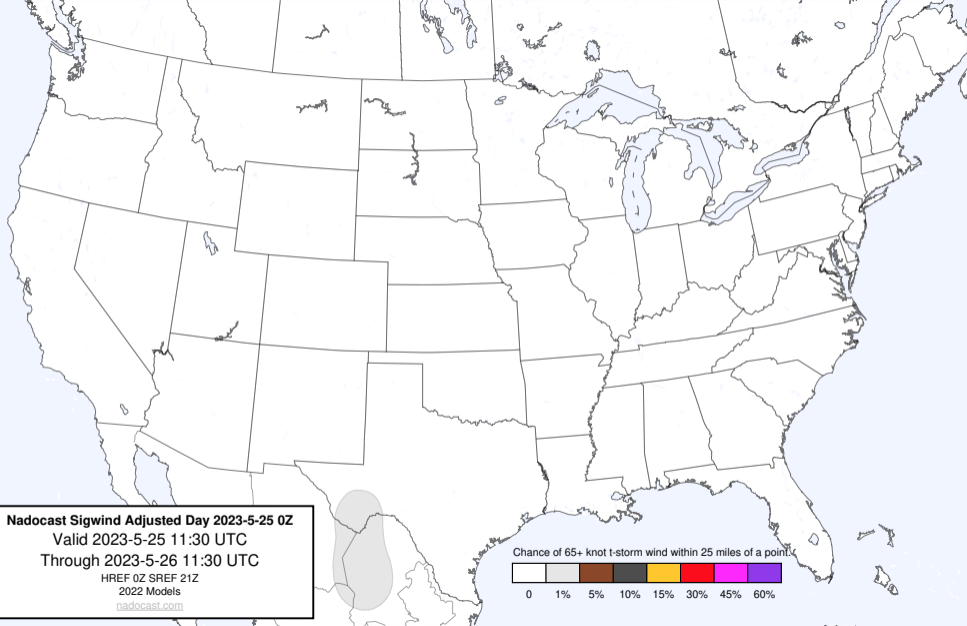 Nadocast Sigwind Adjusted Day 2023-5-25 0Z
Valid 2023-5-25 11:30 UTC
Through 2023-5-26 11:30 UTC
HREF 0Z SREF 21Z
2022 Models
nadocast.com
Chance of 65+ knot t-storm wind within 25 miles of a point.
0 1% 5% 10% 15% 30% 45% 60%